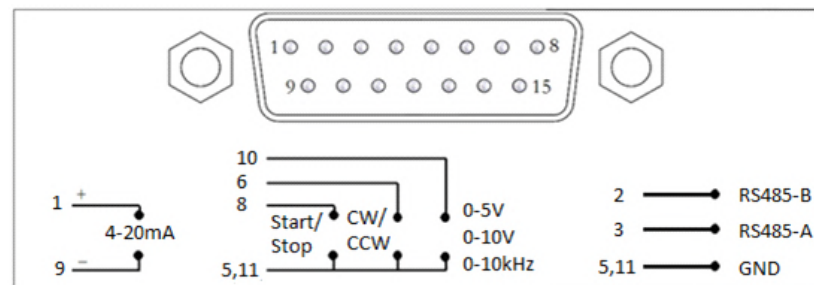 1 8
9 15
10
6
8
Start/
Stop
CW/
CCW
0-5V
0-10V
0-10kHz
5,11
1 +
4-20mA
9 −
2 RS485-B
3 RS485-A
5,11 GND